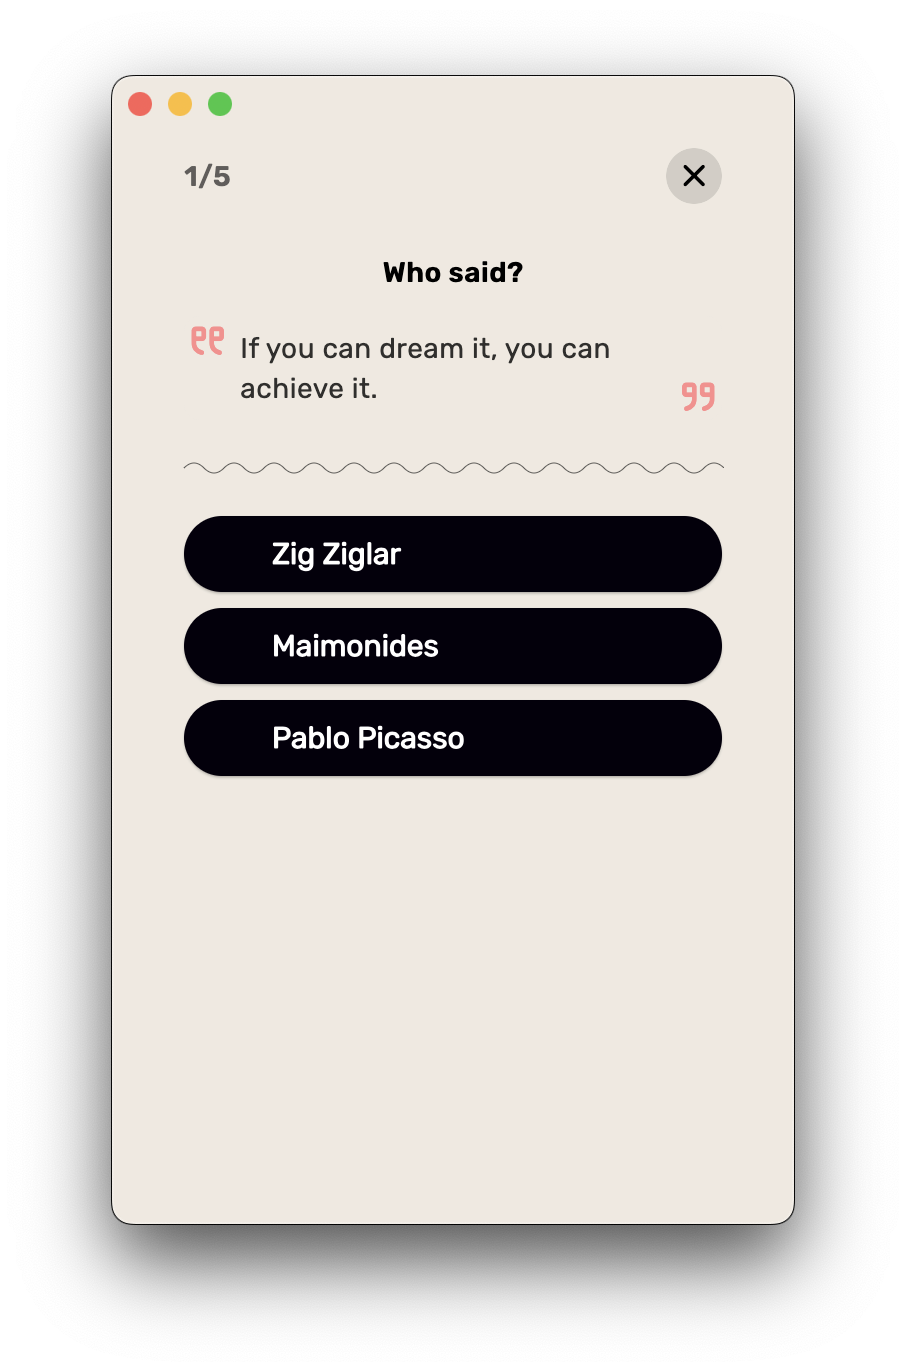 1/5
Who said?
If you can dream it, you can
achieve it.
Zig Ziglar
Maimonides
Pablo Picasso